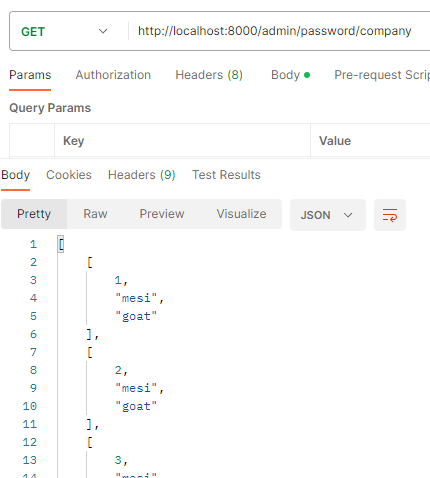 GET http://localhost:8000/admin/password/company
Params Authorization Headers (8) Body Pre-request Scrip
Query Params
Key Value
Body Cookies Headers (9) Test Results
Pretty Raw Preview Visualize JSON
1 [
2 [
3 1,
4 "mesi",
5 "goat"
6 ],
7 [
8 2,
9 "mesi",
10 "goat"
11 ],
12 [
13 3,
14 "mesi",